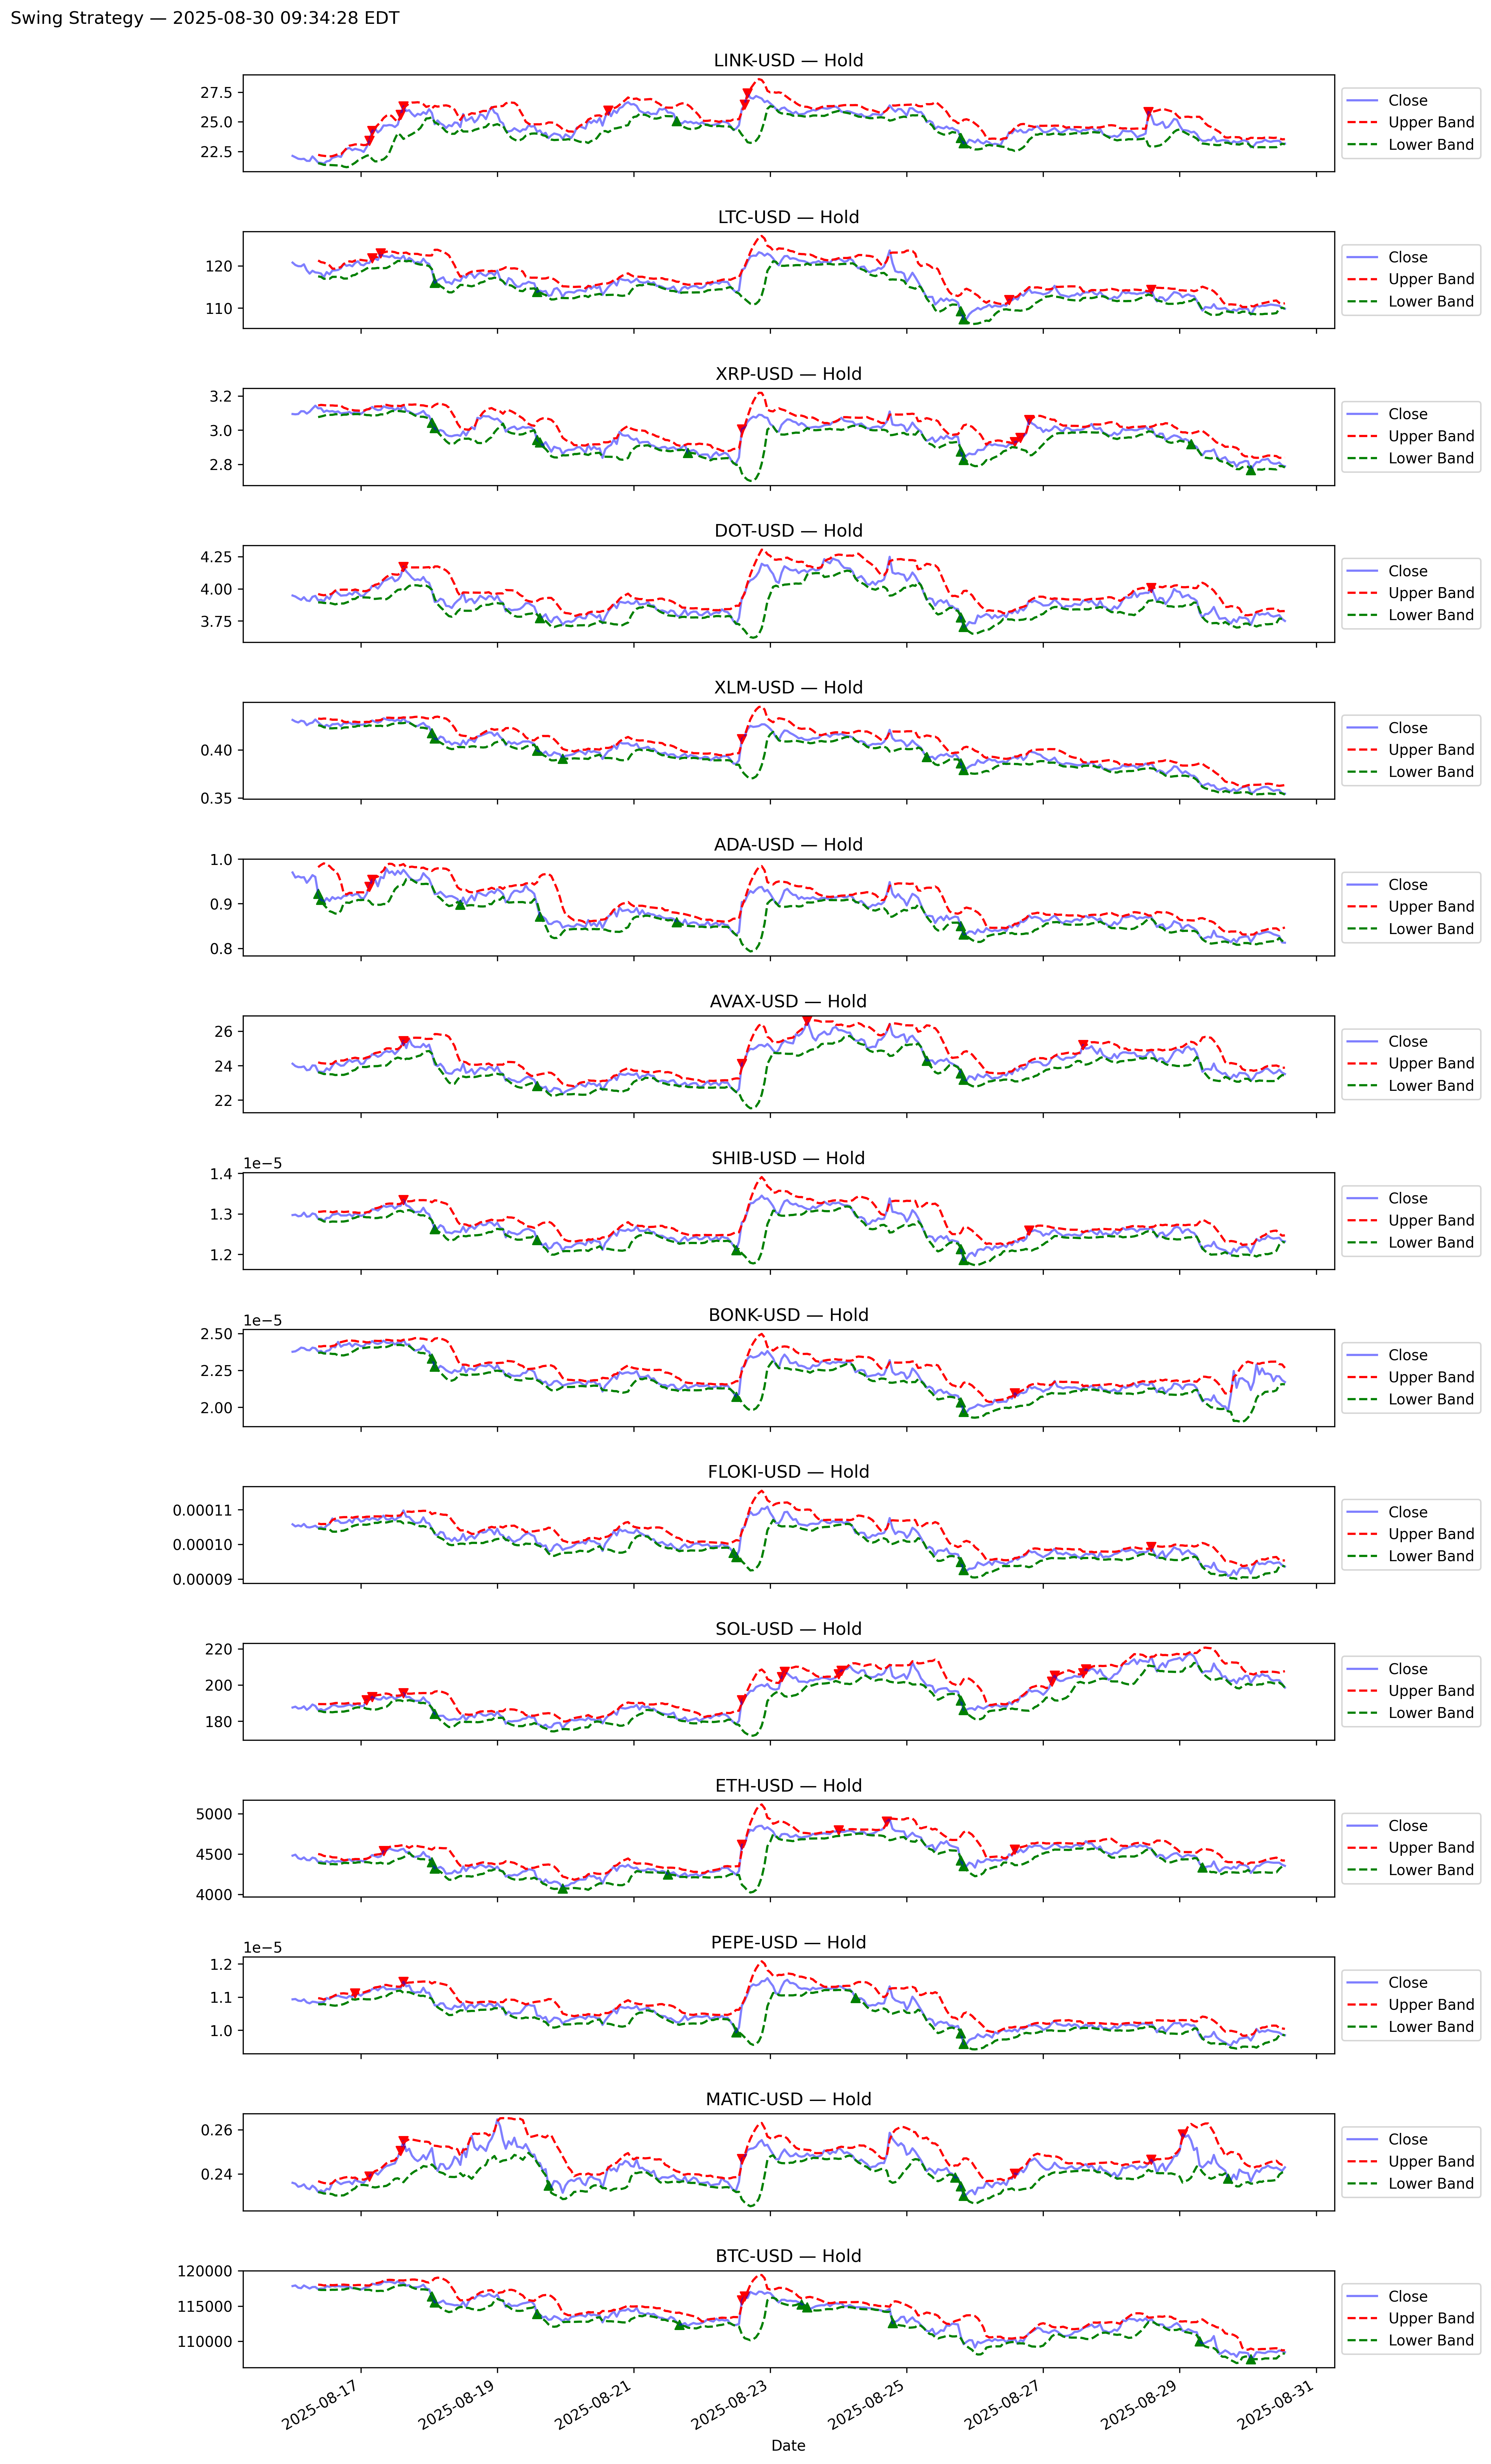 Swing Strategy — 2025-08-30 09:34:28 EDT
LINK-USD — Hold
27.5
25.0
22.5
Close
Upper Band
Lower Band
LTC-USD — Hold
120
110
Close
Upper Band
Lower Band
XRP-USD — Hold
3.2
3.0
2.8
Close
Upper Band
Lower Band
DOT-USD — Hold
4.25
4.00
3.75
Close
Upper Band
Lower Band
XLM-USD — Hold
0.40
0.35
Close
Upper Band
Lower Band
ADA-USD — Hold
1.0
0.9
0.8
Close
Upper Band
Lower Band
AVAX-USD — Hold
26
24
22
Close
Upper Band
Lower Band
SHIB-USD — Hold
1e−5
1.4
1.3
1.2
Close
Upper Band
Lower Band
BONK-USD — Hold
1e−5
2.50
2.25
2.00
Close
Upper Band
Lower Band
FLOKI-USD — Hold
0.00011
0.00010
0.00009
Close
Upper Band
Lower Band
SOL-USD — Hold
220
200
180
Close
Upper Band
Lower Band
ETH-USD — Hold
5000
4500
4000
Close
Upper Band
Lower Band
PEPE-USD — Hold
1e−5
1.2
1.1
1.0
Close
Upper Band
Lower Band
MATIC-USD — Hold
0.26
0.24
Close
Upper Band
Lower Band
BTC-USD — Hold
120000
115000
110000
Close
Upper Band
Lower Band
2025-08-17
2025-08-19
2025-08-21
2025-08-23
2025-08-25
2025-08-27
2025-08-29
2025-08-31
Date